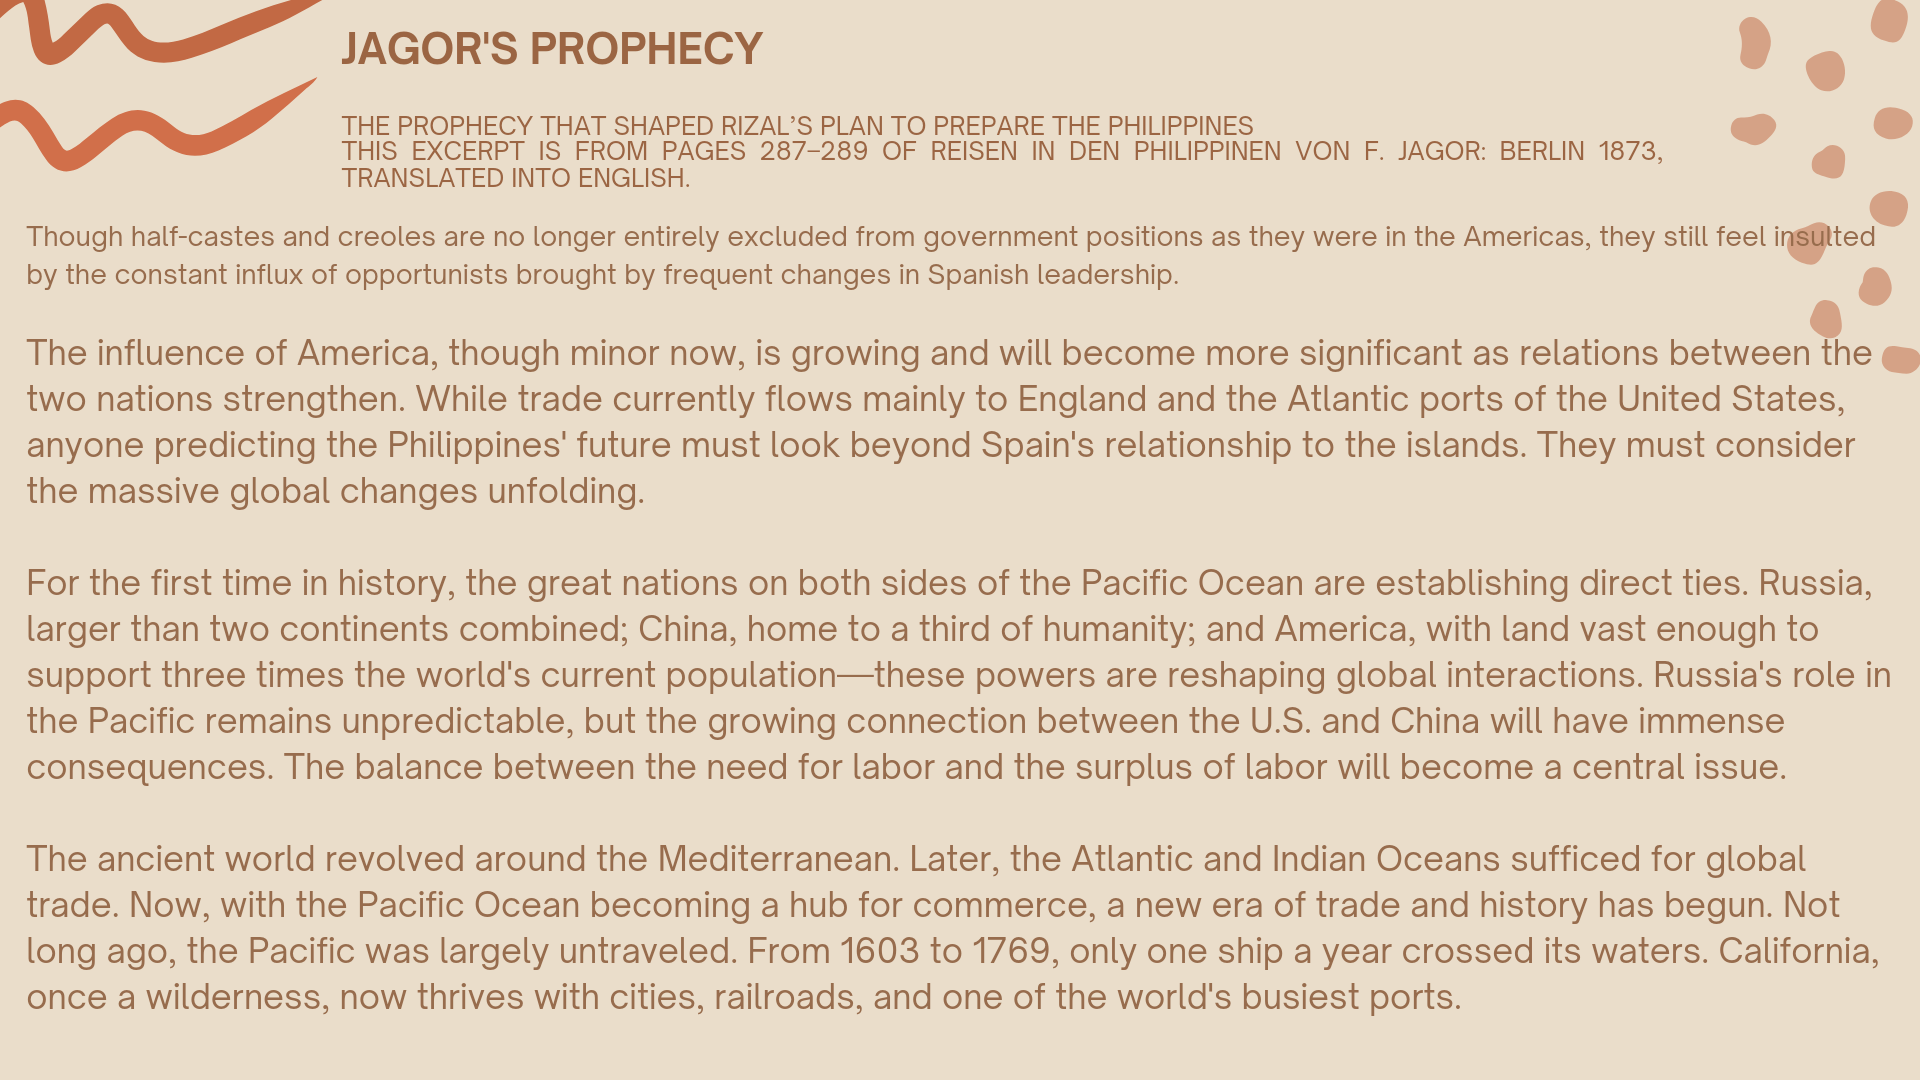 JAGOR'S PROPHECY
THE PROPHECY THAT SHAPED RIZAL’S PLAN TO PREPARE THE PHILIPPINES
THIS EXCERPT IS FROM PAGES 287–289 OF REISEN IN DEN PHILIPPINEN VON F. JAGOR: BERLIN 1873,
TRANSLATED INTO ENGLISH.
Though half-castes and creoles are no longer entirely excluded from government positions as they were in the Americas, they still feel insulted
by the constant influx of opportunists brought by frequent changes in Spanish leadership.
The influence of America, though minor now, is growing and will become more significant as relations between the
two nations strengthen. While trade currently flows mainly to England and the Atlantic ports of the United States,
anyone predicting the Philippines' future must look beyond Spain's relationship to the islands. They must consider
the massive global changes unfolding.
For the first time in history, the great nations on both sides of the Pacific Ocean are establishing direct ties. Russia,
larger than two continents combined; China, home to a third of humanity; and America, with land vast enough to
support three times the world's current population—these powers are reshaping global interactions. Russia's role in
the Pacific remains unpredictable, but the growing connection between the U.S. and China will have immense
consequences. The balance between the need for labor and the surplus of labor will become a central issue.
The ancient world revolved around the Mediterranean. Later, the Atlantic and Indian Oceans sufficed for global
trade. Now, with the Pacific Ocean becoming a hub for commerce, a new era of trade and history has begun. Not
long ago, the Pacific was largely untraveled. From 1603 to 1769, only one ship a year crossed its waters. California,
once a wilderness, now thrives with cities, railroads, and one of the world's busiest ports.